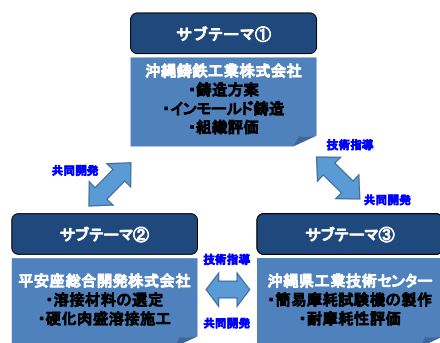 サブテーマ①
沖縄鋳鉄工業株式会社
・鋳造方案
・インモールド鋳造
・組織評価
技術指導
共同開発
共同開発
サブテーマ②
平安座総合開発株式会社
・溶接材料の選定
・硬化肉盛溶接施工
技術指導
共同開発
サブテーマ③
沖縄県工業技術センター
・簡易摩耗試験機の製作
・耐摩耗性評価